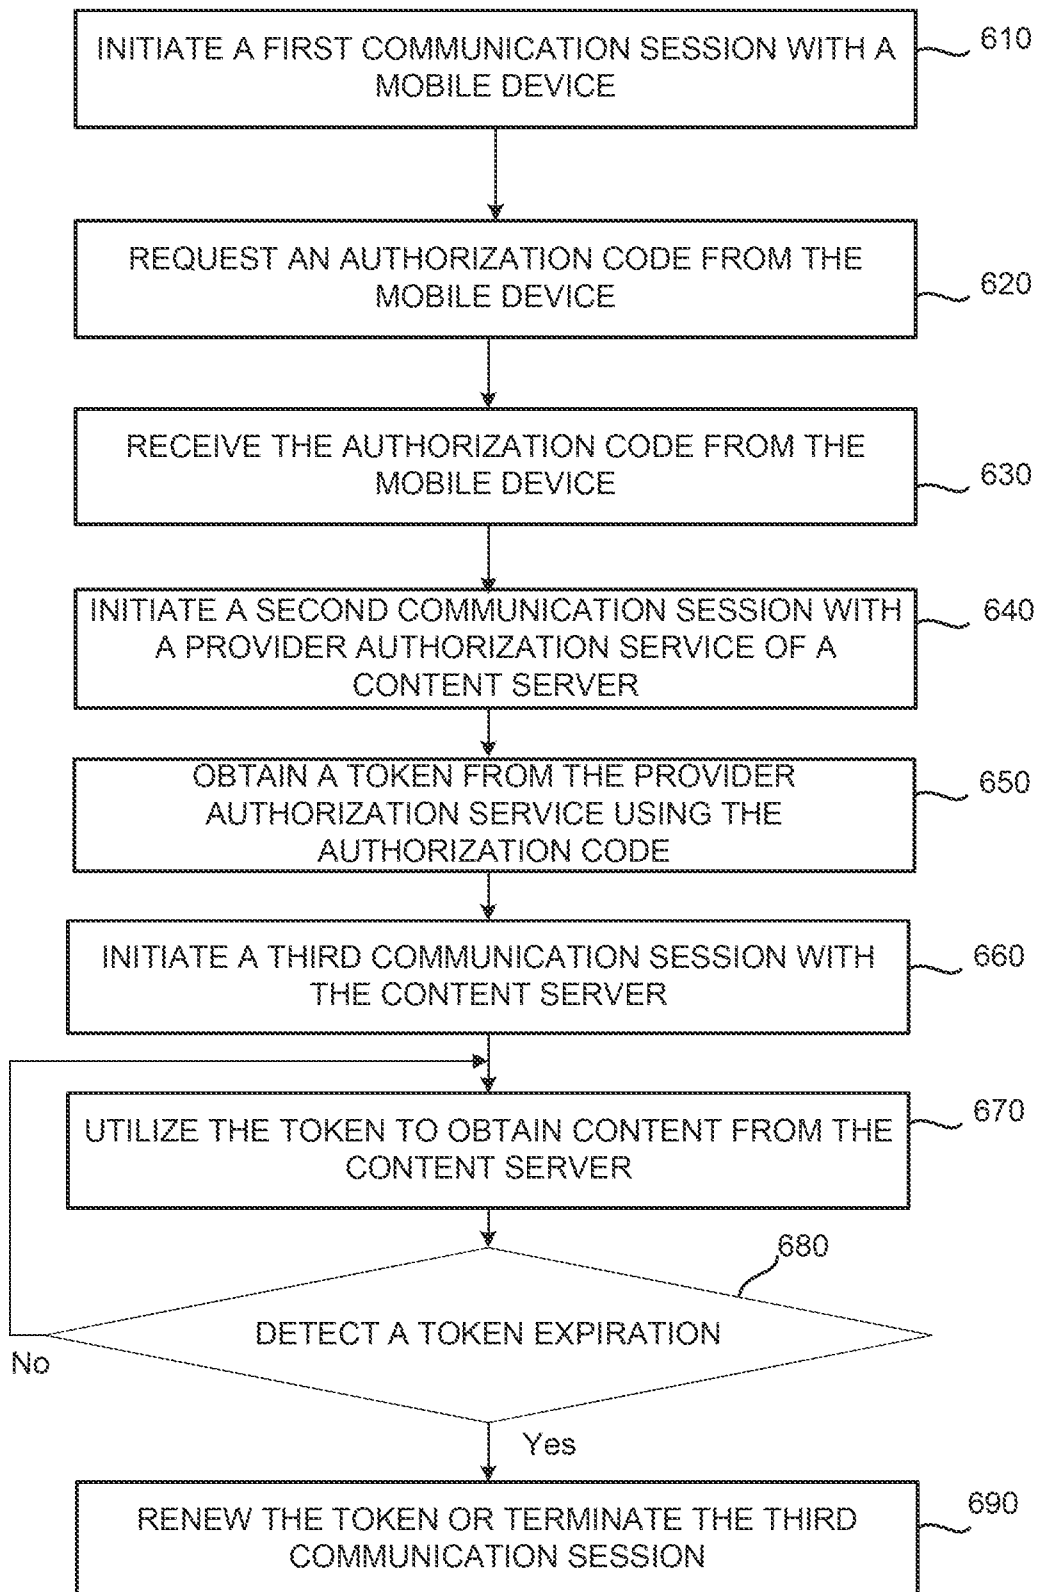 INITIATE A FIRST COMMUNICATION SESSION WITH A
MOBILE DEVICE
610
REQUEST AN AUTHORIZATION CODE FROM THE
MOBILE DEVICE
620
RECEIVE THE AUTHORIZATION CODE FROM THE
MOBILE DEVICE
630
INITIATE A SECOND COMMUNICATION SESSION WITH
A PROVIDER AUTHORIZATION SERVICE OF A
CONTENT SERVER
640
OBTAIN A TOKEN FROM THE PROVIDER
AUTHORIZATION SERVICE USING THE
AUTHORIZATION CODE
650
INITIATE A THIRD COMMUNICATION SESSION WITH
THE CONTENT SERVER
660
UTILIZE THE TOKEN TO OBTAIN CONTENT FROM THE
CONTENT SERVER
670
680
DETECT A TOKEN EXPIRATION
No
Yes
RENEW THE TOKEN OR TERMINATE THE THIRD
COMMUNICATION SESSION
690